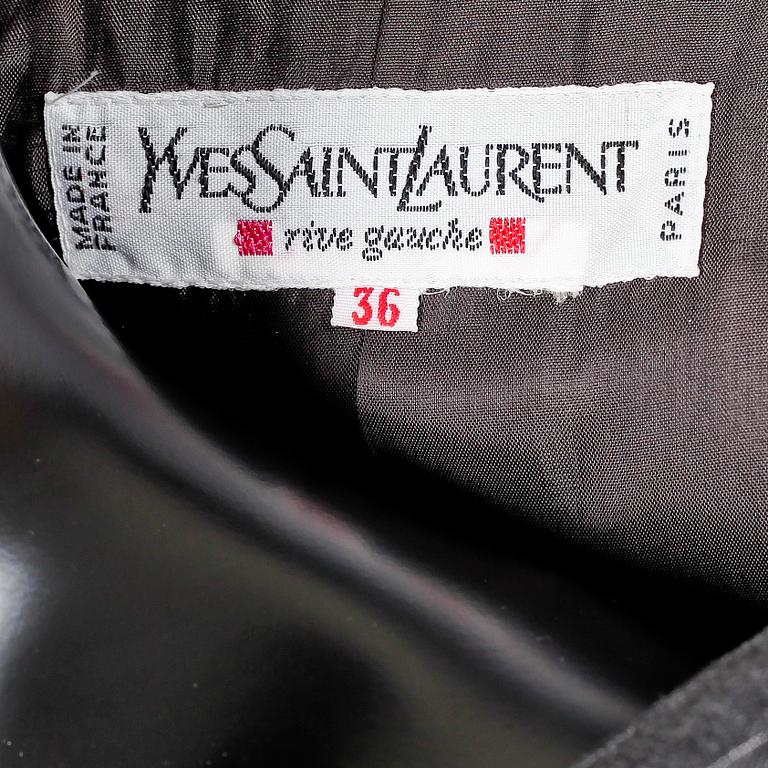 MADE IN
FRANCE
YVES SAINT LAURENT
rive gauche
PARIS
36